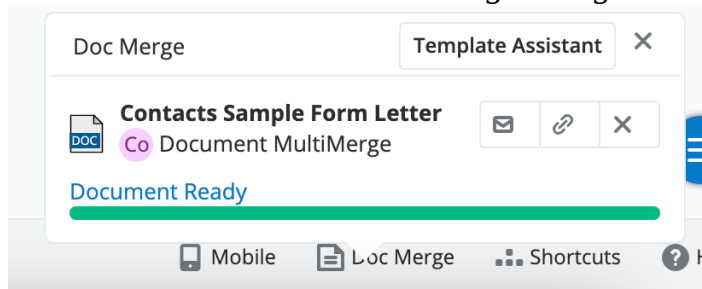 Doc Merge Template Assistant
Contacts Sample Form Letter
DOC
Co Document MultiMerge
Document Ready
Mobile Doc Merge Shortcuts